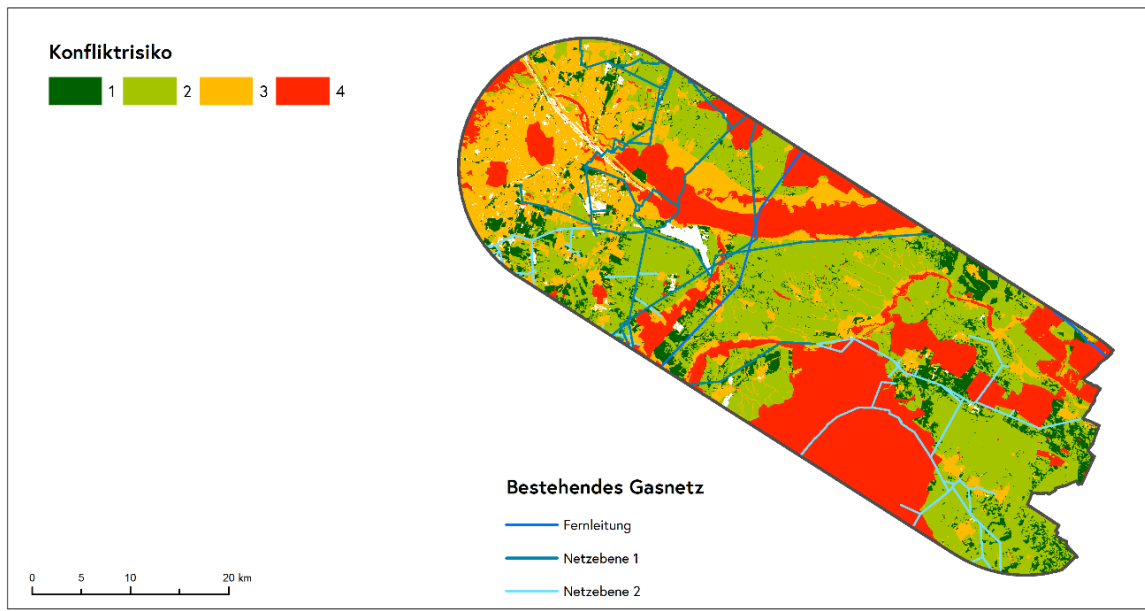 Konfliktrisiko
1 2 3 4
Bestehendes Gasnetz
Fernleitung
Netzebene 1
Netzebene 2
0 5 10 20 km